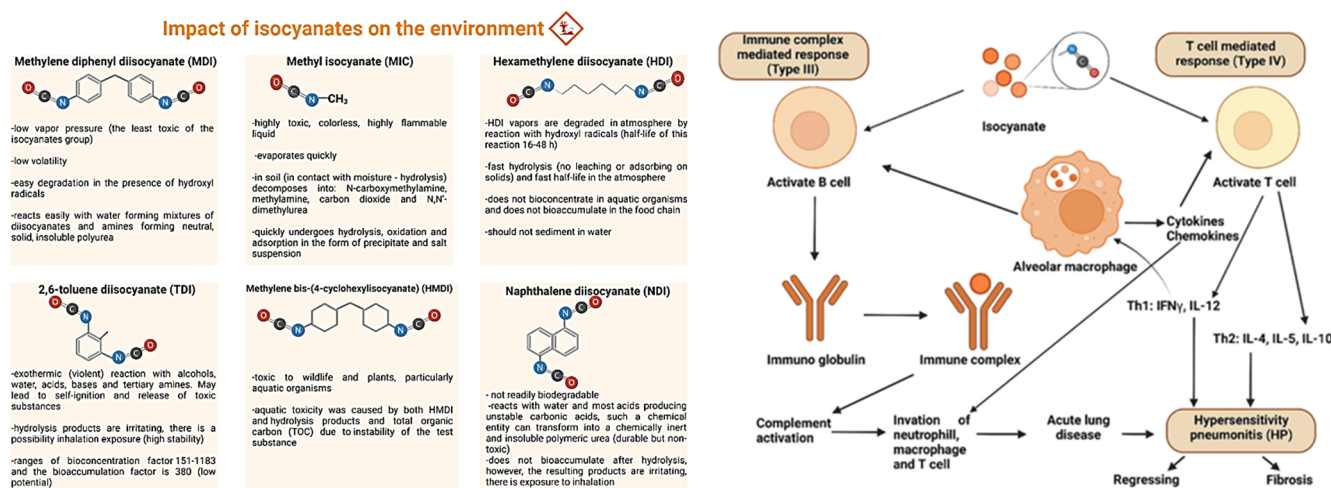 Impact of isocyanates on the environment
Methylene diphenyl diisocyanate (MDI)
O
C
N
N
C
O
-low vapor pressure (the least toxic of the
isocyanates group)
-low volatility
-easy degradation in the presence of hydroxyl
radicals
-reacts easily with water forming mixtures of
diisocyanates and amines forming neutral,
solid, insoluble polyurea
Methyl isocyanate (MIC)
O
C
N
CH₃
-highly toxic, colorless, highly flammable
liquid
-evaporates quickly
-in soil (in contact with moisture - hydrolysis)
decomposes into: N-carboxymethylamine,
methylamine, carbon dioxide and N,N'-
dimethylurea
-quickly undergoes hydrolysis, oxidation and
adsorption in the form of precipitate and salt
suspension
Hexamethylene diisocyanate (HDI)
O
C
N
N
C
O
-HDI vapors are degraded in atmosphere by
reaction with hydroxyl radicals (half-life of this
reaction 16-48 h)
-fast hydrolysis (no leaching or adsorbing on
solids) and fast half-life in the atmosphere
-does not bioconcentrate in aquatic organisms
and does not bioaccumulate in the food chain
-should not sediment in water
2,6-toluene diisocyanate (TDI)
O
C
N
N
C
O
-exothermic (violent) reaction with alcohols,
water, acids, bases and tertiary amines. May
lead to self-ignition and release of toxic
substances
-hydrolysis products are irritating, there is a
possibility inhalation exposure (high stability)
-ranges of bioconcentration factor 151-1183
and the bioaccumulation factor is 380 (low
potential)
Methylene bis-(4-cyclohexylisocyanate) (HMDI)
O
C
N
N
C
O
-toxic to wildlife and plants, particularly
aquatic organisms
-aquatic toxicity was caused by both HMDI
and hydrolysis products and total organic
carbon (TOC) due to instability of the test
substance
Naphthalene diisocyanate (NDI)
N
C
O
N
C
O
- not readily biodegradable
-reacts with water and most acids producing
unstable carbonic acids, such a chemical
entity can transform into a chemically inert
and insoluble polymeric urea (durable but non-
toxic)
-does not bioaccumulate after hydrolysis,
however, the resulting products are irritating,
there is exposure to inhalation
Immune complex
mediated response
(Type III)
T cell mediated
response (Type IV)
N
C
O
Isocyanate
Activate B cell
Activate T cell
Alveolar macrophage
Cytokines
Chemokines
Th1: IFNγ, IL-12
Th2: IL-4, IL-5, IL-10
Immuno globulin
Immune complex
Complement
activation
Invation of
neutrophill,
macrophage
and T cell
Acute lung
disease
Hypersensitivity
pneumonitis (HP)
Regressing
Fibrosis